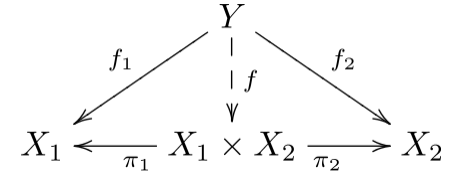 Y
f₁ f f₂
X₁ π₁ X₁ × X₂ π₂ X₂